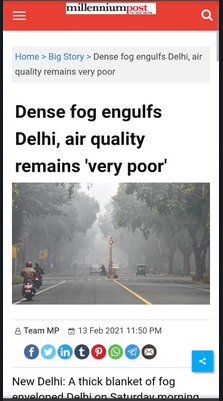 millenniumpost
Home > Big Story > Dense fog engulfs Delhi, air
quality remains very poor
Dense fog engulfs
Delhi, air quality
remains 'very poor'
Team MP 13 Feb 2021 11:50 PM
New Delhi: A thick blanket of fog
enveloped Delhi on Saturday morning